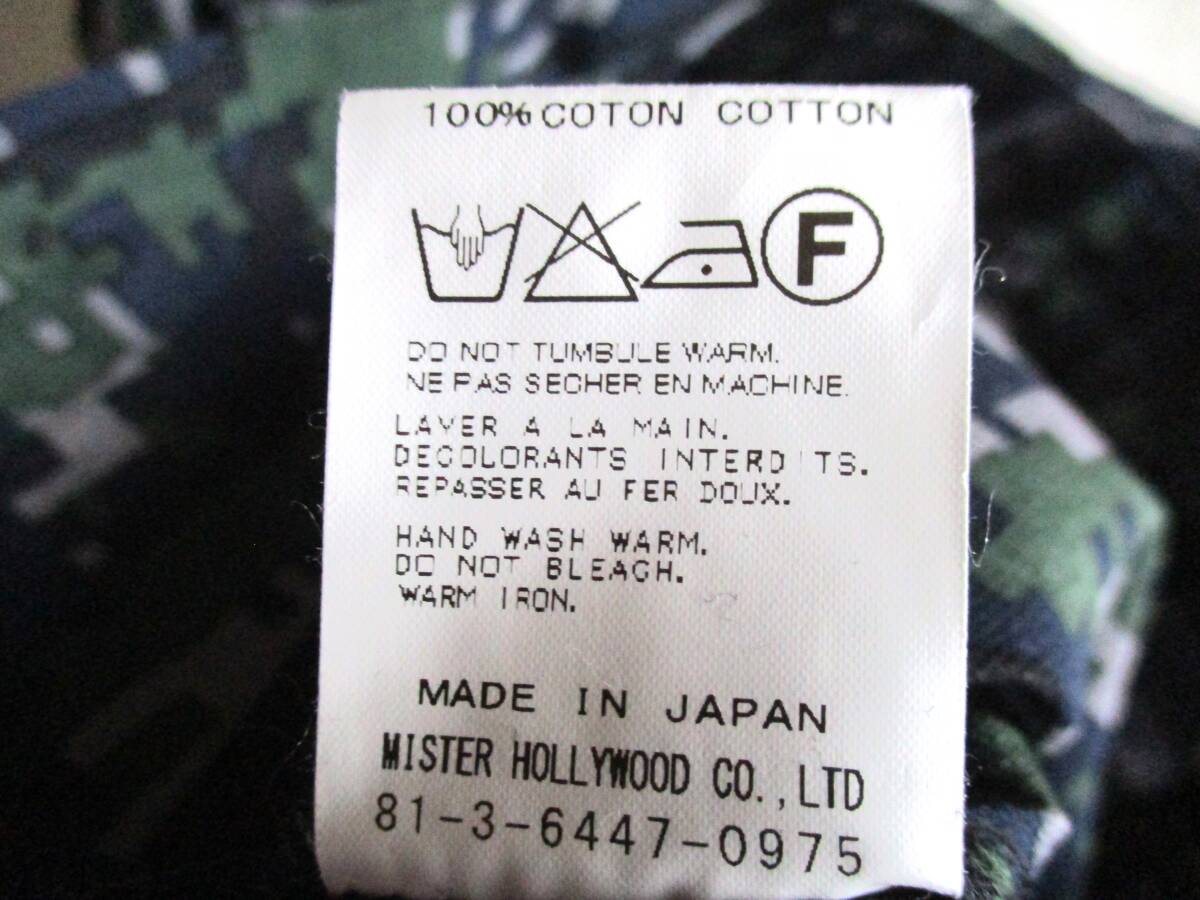 100% COTON COTTON
F
DO NOT TUMBULE WARM.
NE PAS SECHER EN MACHINE.
LAVER A LA MAIN.
DECOLORANTS INTERDITS.
REPASSER AU FER DOUX.
HAND WASH WARM.
DO NOT BLEACH.
WARM IRON.
MADE IN JAPAN
MISTER HOLLYWOOD CO., LTD
81-3-6447-0975